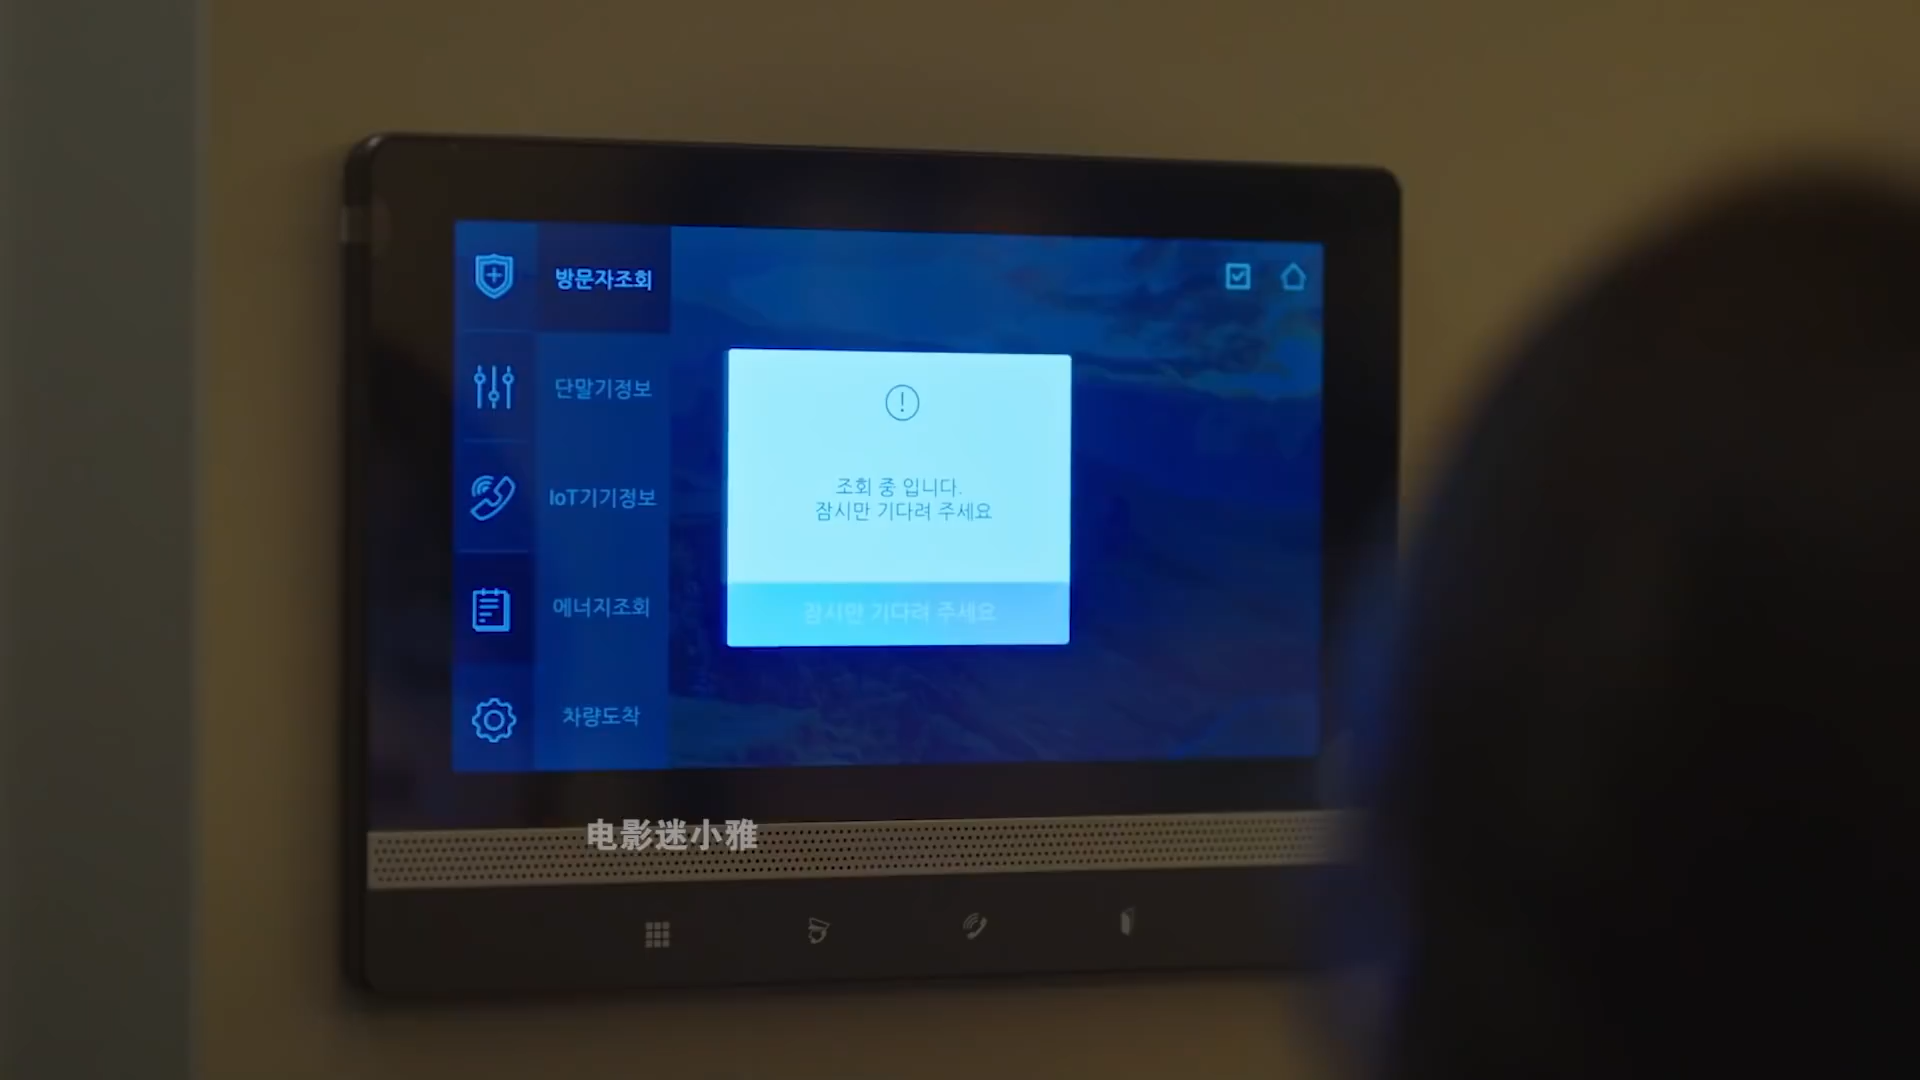 방문자조회
단말기정보
IoT기기정보
에너지조회
차량도착
조회 중 입니다.
잠시만 기다려 주세요
잠시만 기다려 주세요
电影迷小雅